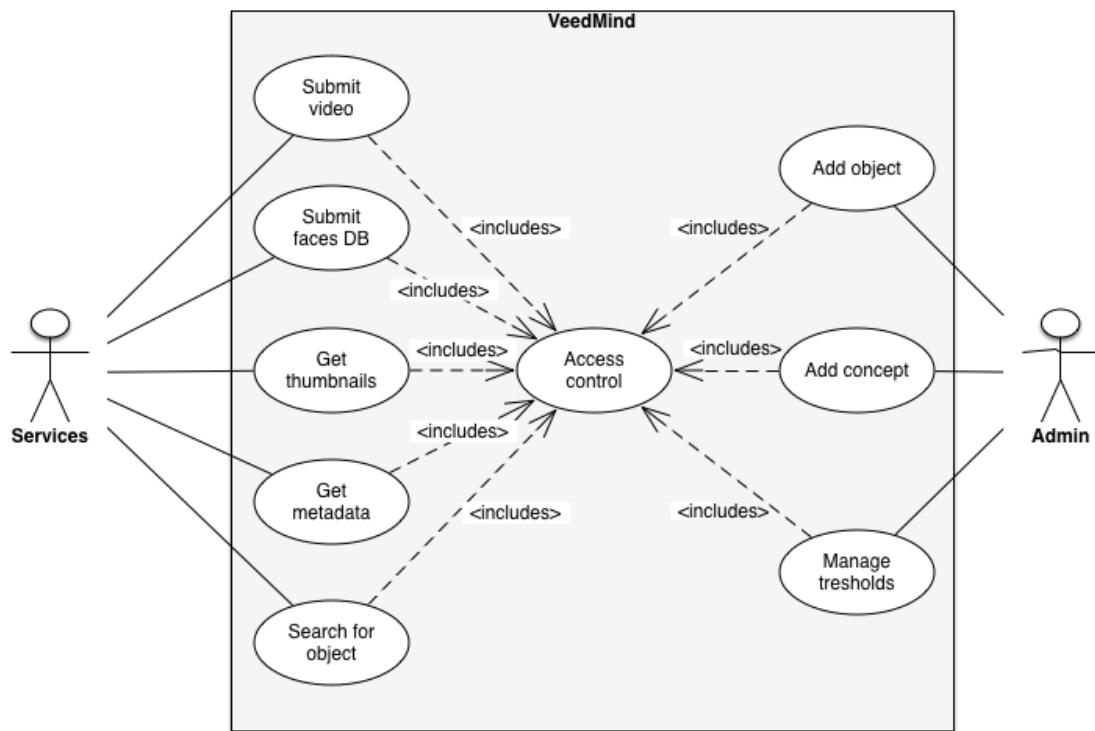 VeedMind
Submit
video
Add object
Submit
faces DB
<includes>
<includes>
<includes>
Get
thumbnails
<includes>
Access
control
<includes>
Add concept
Services
Admin
<includes>
Get
metadata
<includes>
<includes>
Manage
tresholds
Search for
object